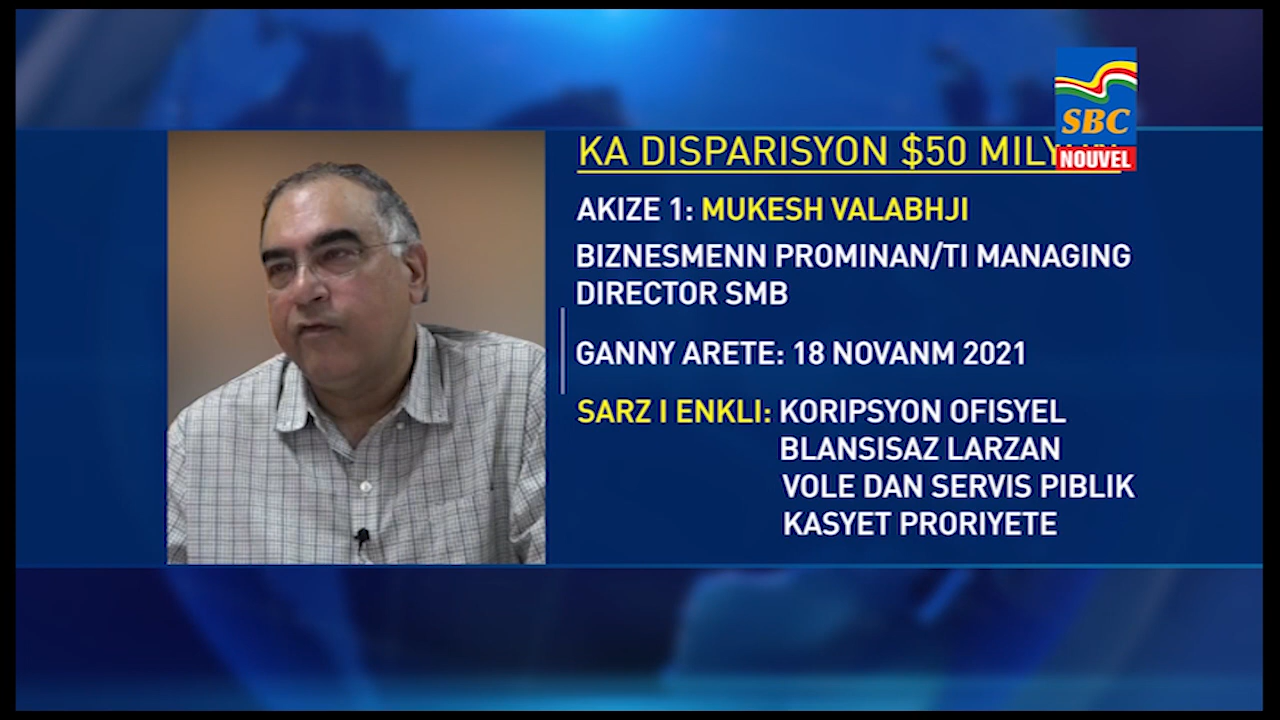 SBC
NOUVEL
KA DISPARISYON $50
AKIZE 1: MUKESH VALABHJI
BIZNESMENN PROMINAN/TI MANAGING
DIRECTOR SMB
GANNY ARETE: 18 NOVANM 2021
SARZ I ENKLI: KORIPSYON OFISYEL
BLANSISAZ LARZAN
VOLE DAN SERVIS PIBLIK
KASYET PRORIYETE